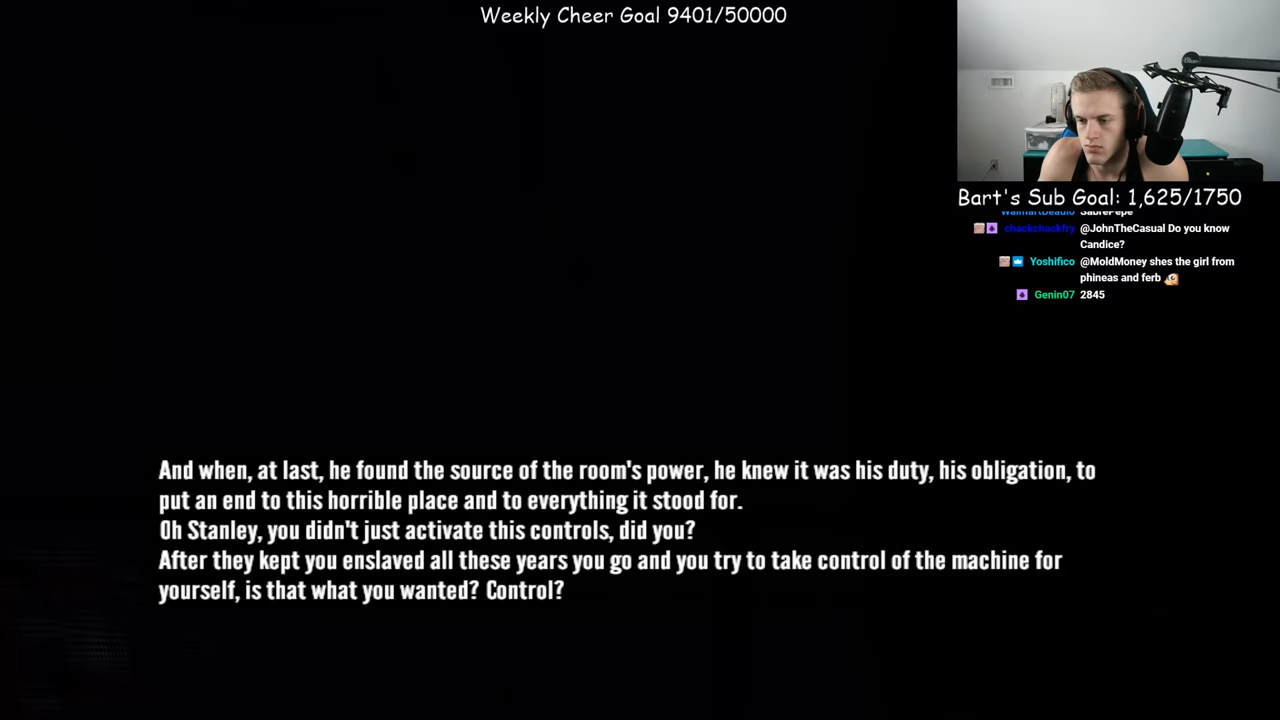 Weekly Cheer Goal 9401/50000
Bart's Sub Goal: 1,625/1750
WalmartBeadlo SabrePepe
chackchackfry @JohnTheCasual Do you know
Candice?
Yoshifico @MoldMoney shes the girl from
phineas and ferb
Genin07 2845
And when, at last, he found the source of the room's power, he knew it was his duty, his obligation, to
put an end to this horrible place and to everything it stood for.
Oh Stanley, you didn't just activate this controls, did you?
After they kept you enslaved all these years you go and you try to take control of the machine for
yourself, is that what you wanted? Control?